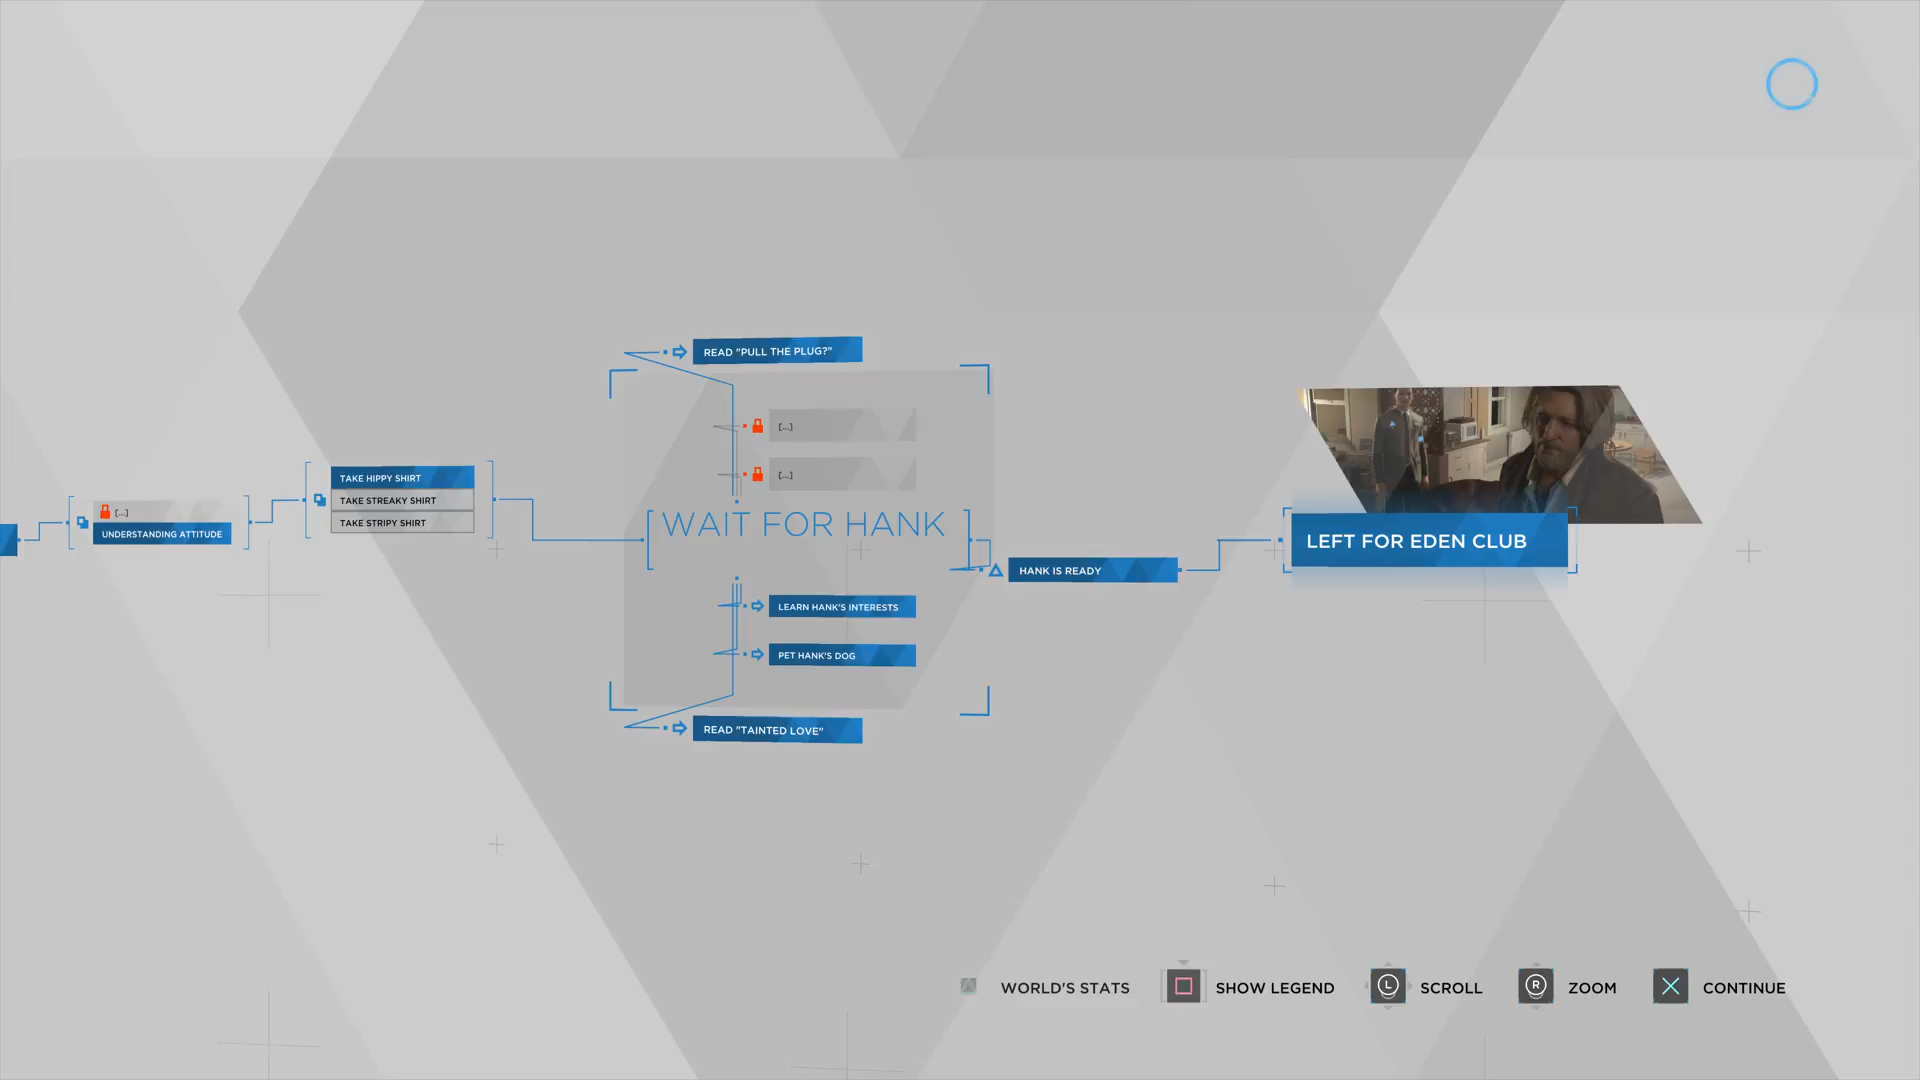 [...]
UNDERSTANDING ATTITUDE
TAKE HIPPY SHIRT
TAKE STREAKY SHIRT
TAKE STRIPY SHIRT
READ "PULL THE PLUG?"
[...]
[...]
WAIT FOR HANK
LEARN HANK'S INTERESTS
PET HANK'S DOG
READ "TAINTED LOVE"
HANK IS READY
LEFT FOR EDEN CLUB
WORLD'S STATS
SHOW LEGEND
L SCROLL
R ZOOM
CONTINUE